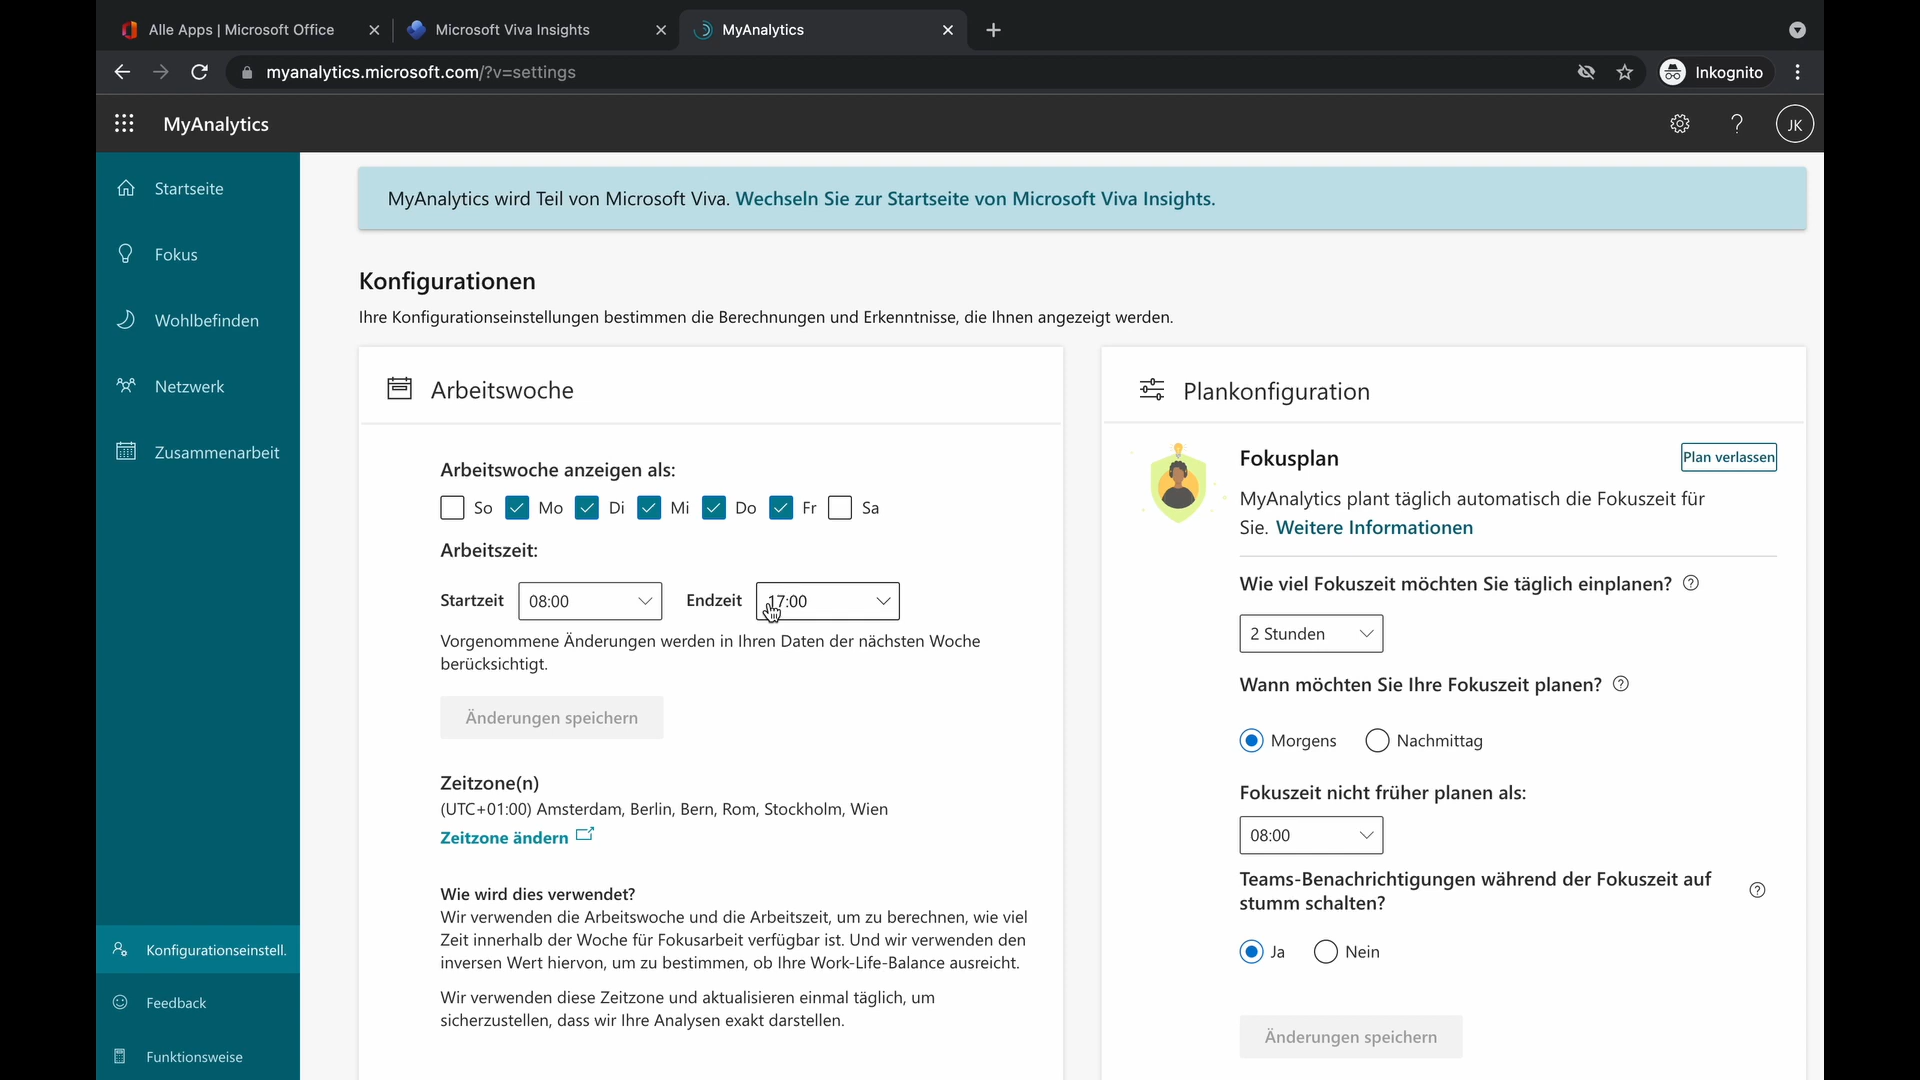 Alle Apps | Microsoft Office
Microsoft Viva Insights
MyAnalytics
myanalytics.microsoft.com/?v=settings
Inkognito
MyAnalytics
JK
Startseite
Fokus
Wohlbefinden
Netzwerk
Zusammenarbeit
Konfigurationseinstell.
Feedback
Funktionsweise
MyAnalytics wird Teil von Microsoft Viva. Wechseln Sie zur Startseite von Microsoft Viva Insights.
Konfigurationen
Ihre Konfigurationseinstellungen bestimmen die Berechnungen und Erkenntnisse, die Ihnen angezeigt werden.
Arbeitswoche
Arbeitswoche anzeigen als:
So Mo Di Mi Do Fr Sa
Arbeitszeit:
Startzeit 08:00 Endzeit 17:00
Vorgenommene Änderungen werden in Ihren Daten der nächsten Woche
berücksichtigt.
Änderungen speichern
Zeitzone(n)
(UTC+01:00) Amsterdam, Berlin, Bern, Rom, Stockholm, Wien
Zeitzone ändern
Wie wird dies verwendet?
Wir verwenden die Arbeitswoche und die Arbeitszeit, um zu berechnen, wie viel
Zeit innerhalb der Woche für Fokusarbeit verfügbar ist. Und wir verwenden den
inversen Wert hiervon, um zu bestimmen, ob Ihre Work-Life-Balance ausreicht.
Wir verwenden diese Zeitzone und aktualisieren einmal täglich, um
sicherzustellen, dass wir Ihre Analysen exakt darstellen.
Plankonfiguration
Fokusplan
Plan verlassen
MyAnalytics plant täglich automatisch die Fokuszeit für
Sie. Weitere Informationen
Wie viel Fokuszeit möchten Sie täglich einplanen?
2 Stunden
Wann möchten Sie Ihre Fokuszeit planen?
Morgens Nachmittag
Fokuszeit nicht früher planen als:
08:00
Teams-Benachrichtigungen während der Fokuszeit auf
stumm schalten?
Ja Nein
Änderungen speichern